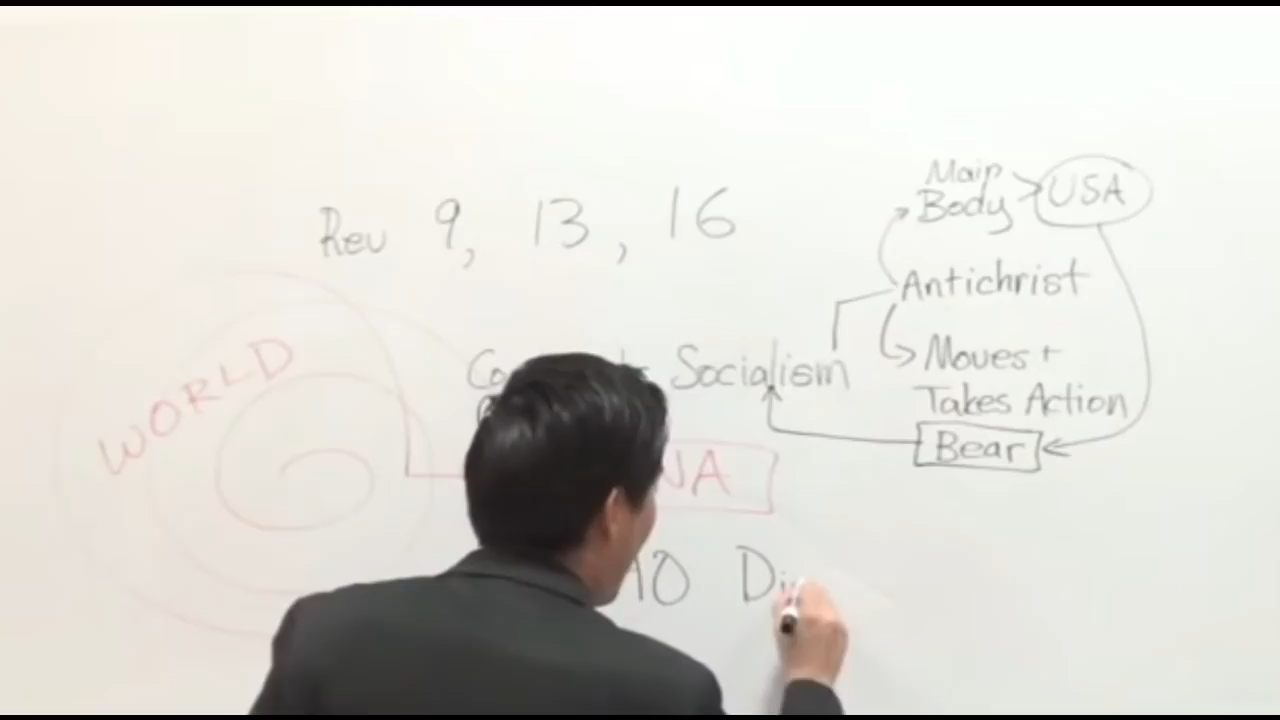 Main
Body > USA
Rev 9, 13, 16
Antichrist
WORLD
Socialism
Moves +
Takes Action
Bear